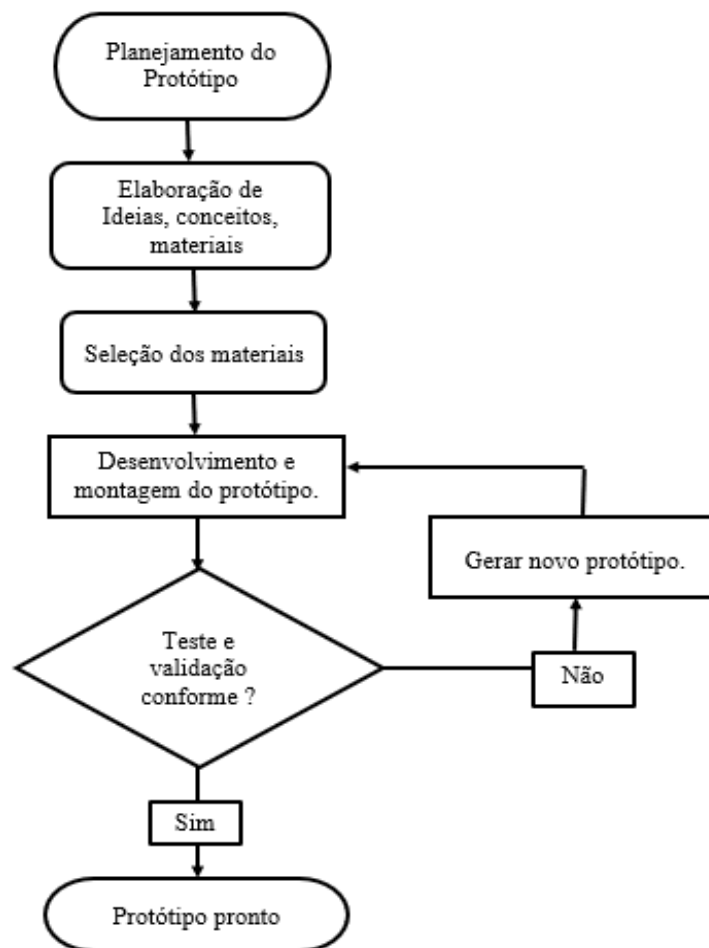 Planejamento do
Protótipo
Elaboração de
Ideias, conceitos,
materiais
Seleção dos materiais
Desenvolvimento e
montagem do protótipo.
Gerar novo protótipo.
Teste e
validação
conforme ?
Não
Sim
Protótipo pronto